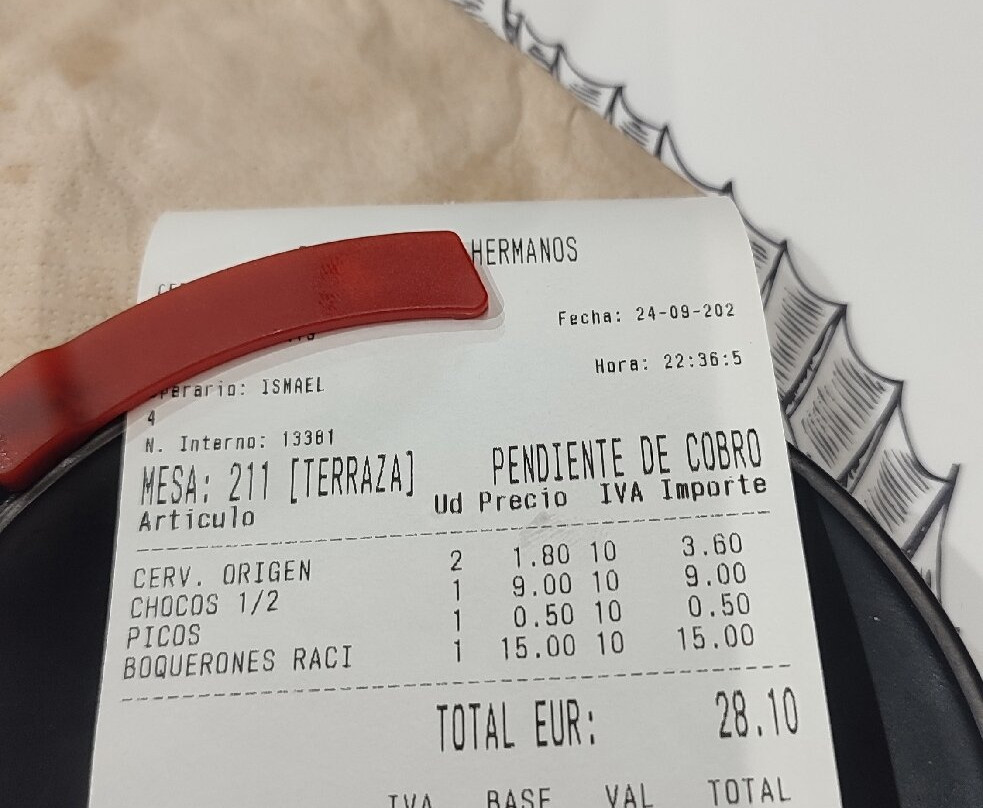 HERMANOS
Fecha: 24-09-202
Hora: 22:36:5
ISMAEL
4
N. Interno: 13381
MESA: 211 [TERRAZA] PENDIENTE DE COBRO
Articulo Ud Precio IVA Importe
CERV. ORIGEN 2 1.80 10 3.60
CHOCOS 1/2 1 9.00 10 9.00
PICOS 1 0.50 10 0.50
BOQUERONES RACI 1 15.00 10 15.00
TOTAL EUR: 28.10
IVA BASE VAL TOTAL